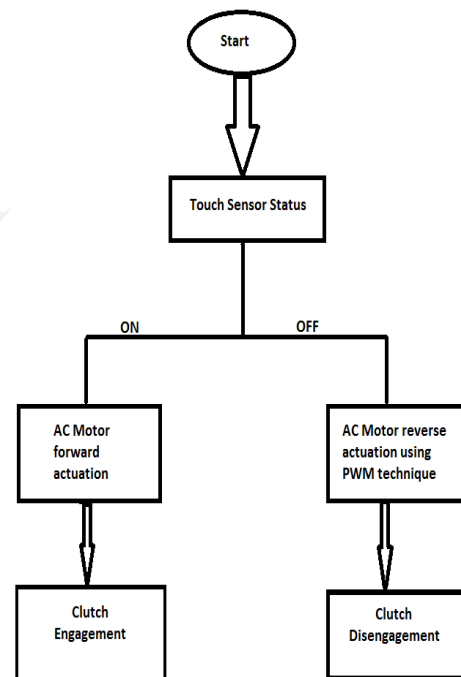 Start
Touch Sensor Status
ON
OFF
AC Motor
forward
actuation
AC Motor reverse
actuation using
PWM technique
Clutch
Engagement
Clutch
Disengagement